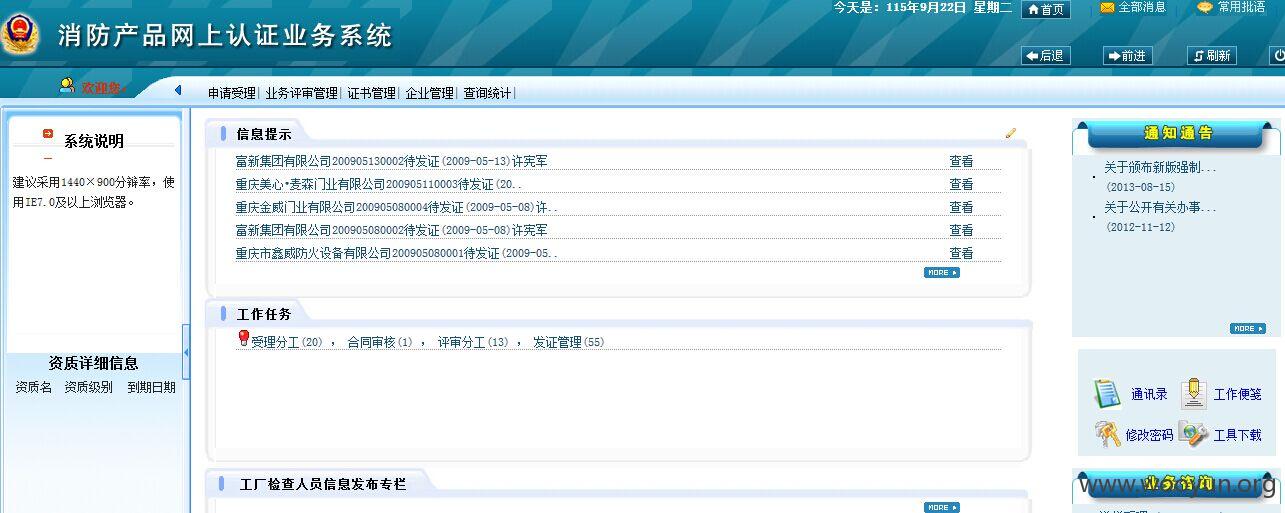 今天是：115年9月22日 星期二 首页 全部消息 常用批语
消防产品网上认证业务系统
后退 前进 刷新
欢迎您
申请受理| 业务评审管理| 证书管理| 企业管理| 查询统计|
系统说明
建议采用1440×900分辩率，使
用IE7.0及以上浏览器。
资质详细信息
资质名 资质级别 到期日期
信息提示
富新集团有限公司200905130002待发证(2009-05-13)许宪军 查看
重庆美心•麦森门业有限公司200905110003待发证(20.. 查看
重庆金威门业有限公司200905080004待发证(2009-05-08)许.. 查看
富新集团有限公司200905080002待发证(2009-05-08)许宪军 查看
重庆市鑫威防火设备有限公司200905080001待发证(2009-05.. 查看
MORE
工作任务
受理分工(20) ， 合同审核(1) ， 评审分工(13) ， 发证管理(55)
工厂检查人员信息发布专栏
MORE
通知通告
关于颁布新版强制...
(2013-08-15)
关于公开有关办事...
(2012-11-12)
MORE
通讯录 工作便笺
修改密码 工具下载
业务咨询
www.wooyun.org